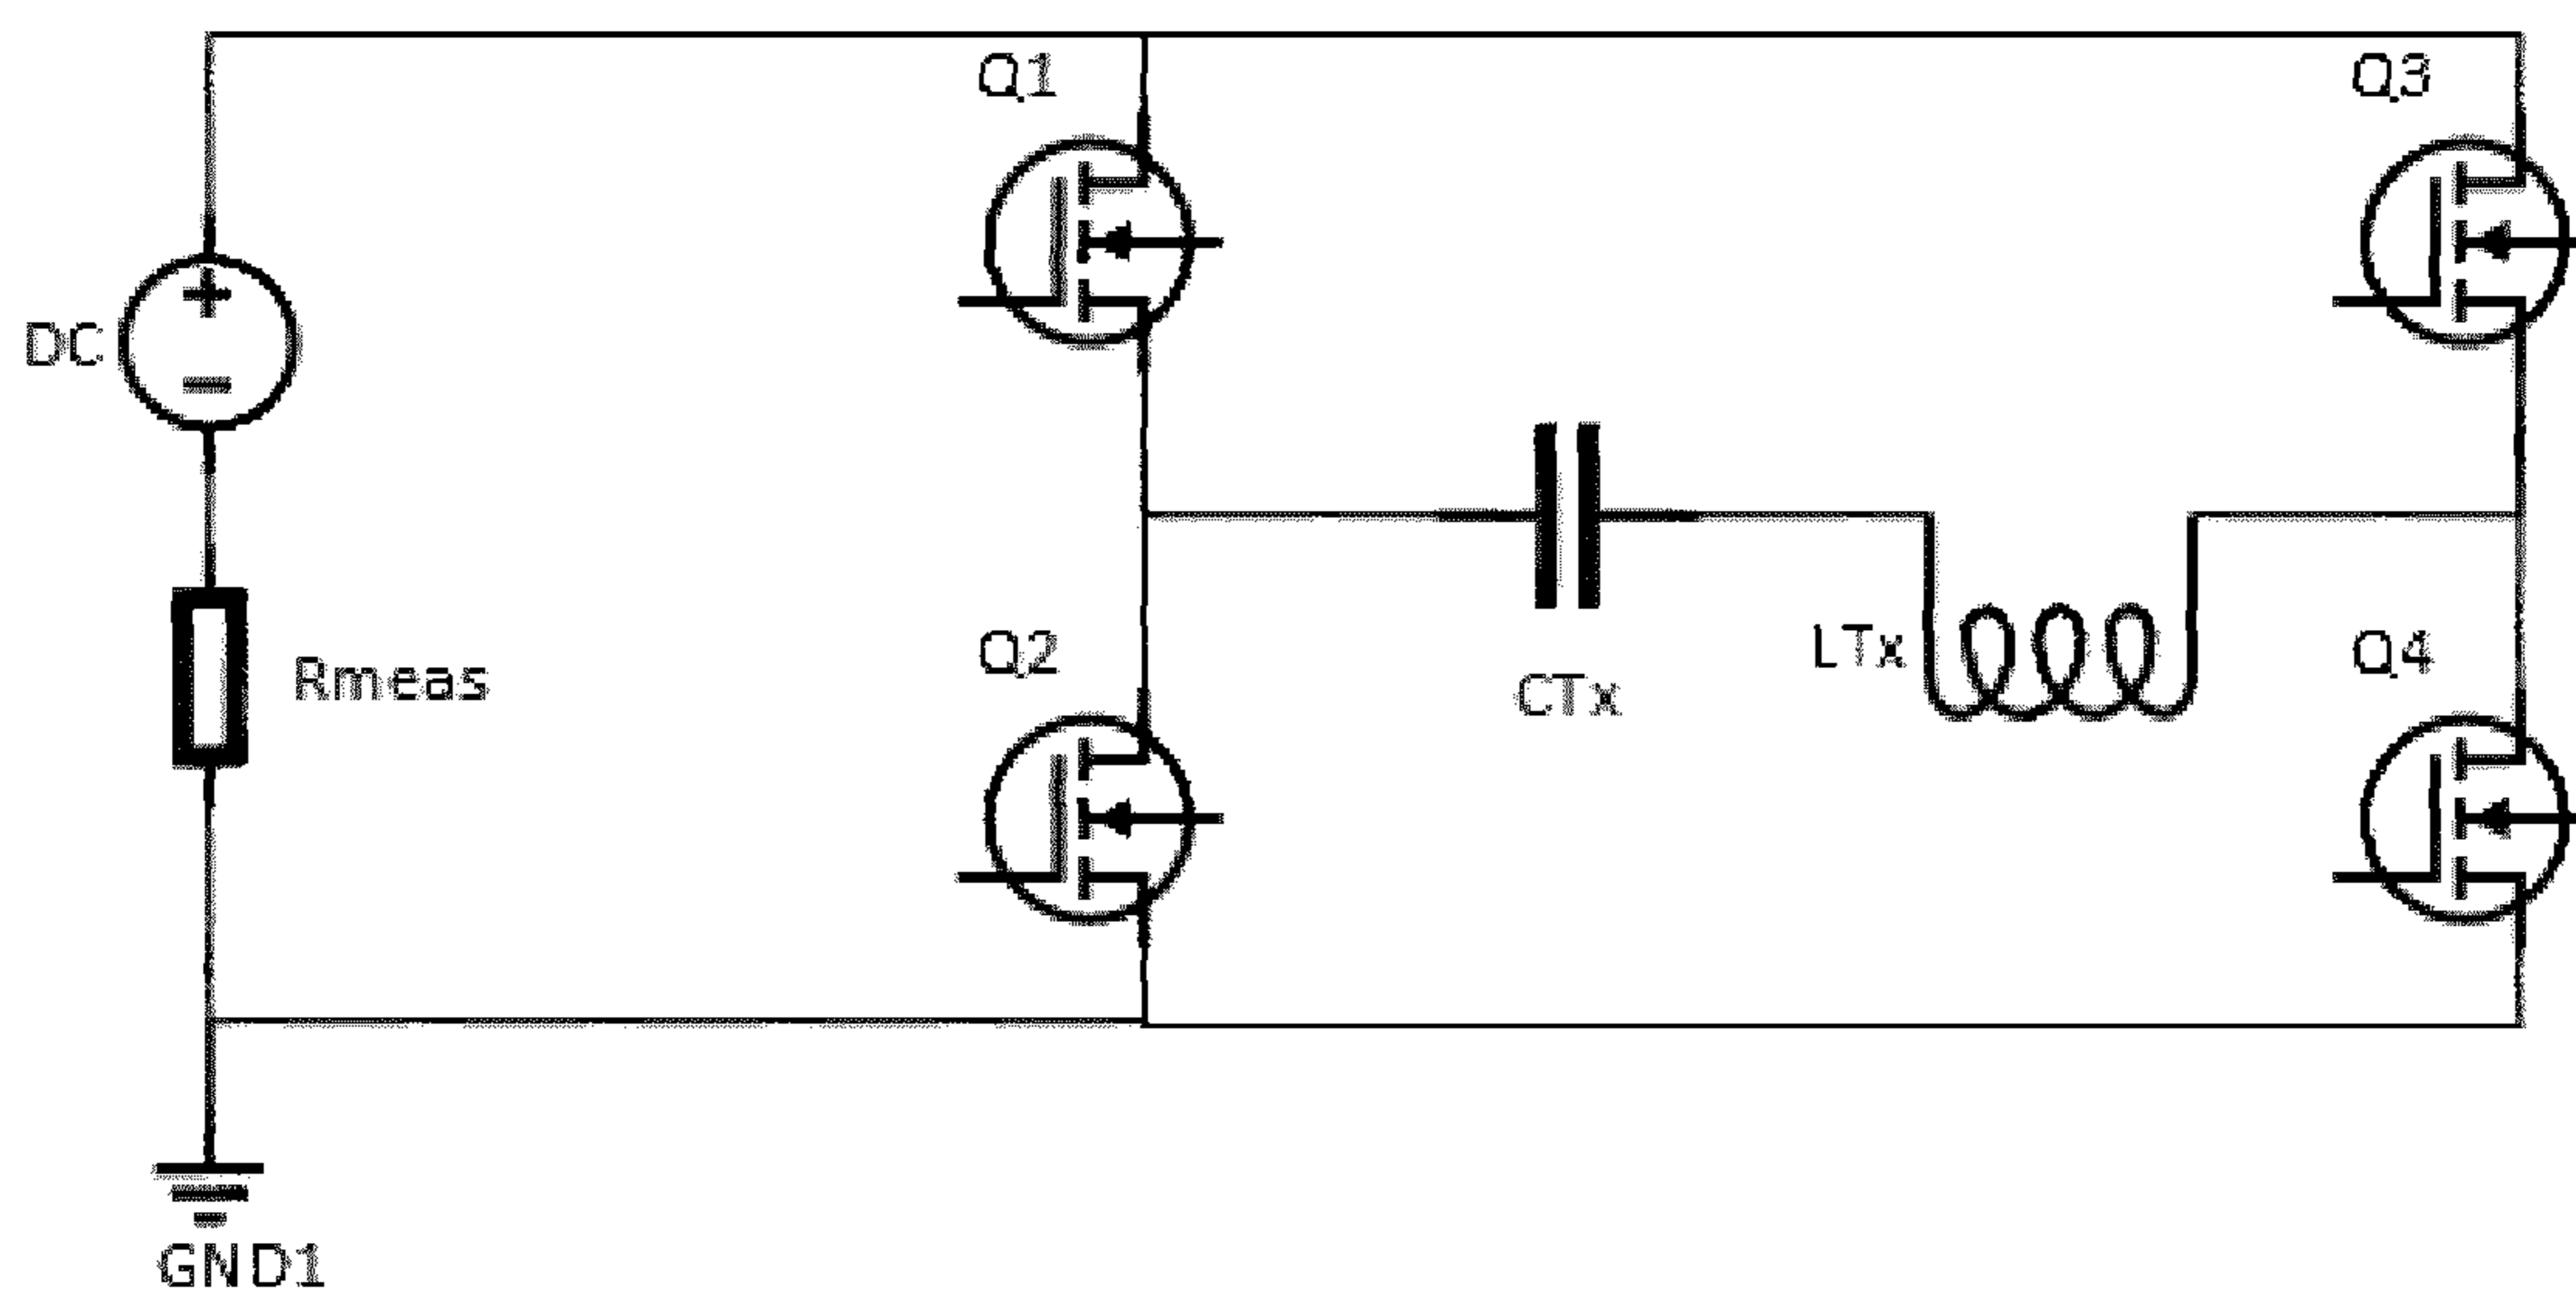 Q1
Q3
DC
Rmeas
Q2
CTx
LTx
Q4
GND1